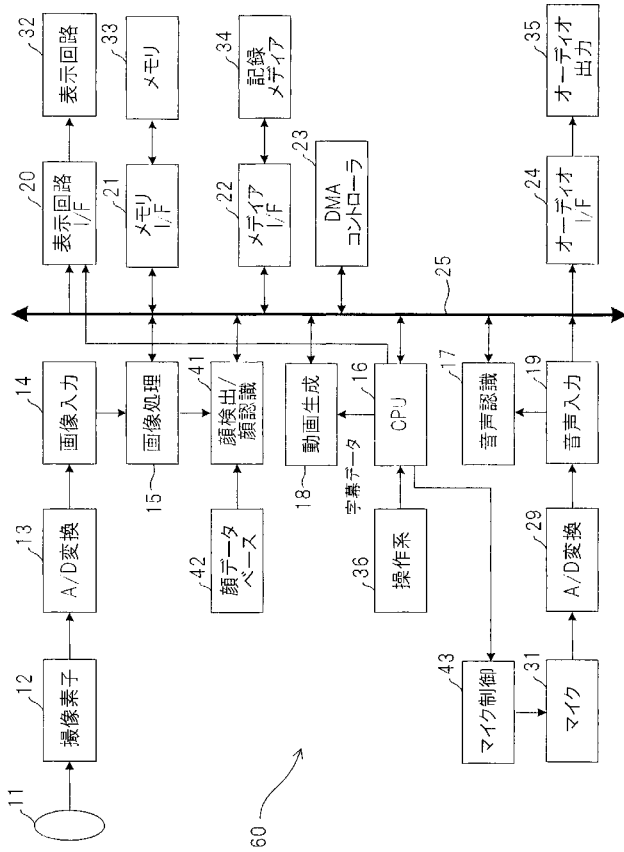 11
12
撮像素子
13
A/D変換
14
画像入力
20
表示回路
I/F
32
表示回路
15
画像処理
21
メモリ
I/F
33
メモリ
42
顔データ
ベース
41
顔検出/
顔認識
22
メディア
I/F
34
記録
メディア
18
動画生成
23
DMA
コントローラ
字幕データ
36
操作系
16
CPU
25
17
音声認識
43
マイク制御
31
マイク
29
A/D変換
19
音声入力
24
オーディオ
I/F
35
オーディオ
出力
60